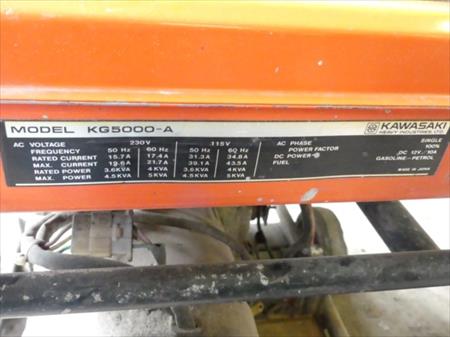 MODEL KG5000-A
KAWASAKI
HEAVY INDUSTRIES, LTD.
AC VOLTAGE 230V 115V
FREQUENCY 50 Hz 60 Hz 50 Hz 60 Hz
RATED CURRENT 15.7A 17.4A 31.3A 34.8A
MAX. CURRENT 19.6A 21.7A 39.1A 43.5A
RATED POWER 3.6KVA 4KVA 3.6KVA 4KVA
MAX. POWER 4.5KVA 5KVA 4.5KVA 5KVA
AC PHASE SINGLE
POWER FACTOR 100%
DC POWER DC 12V 10A
FUEL GASOLINE-PETROL
MADE IN JAPAN